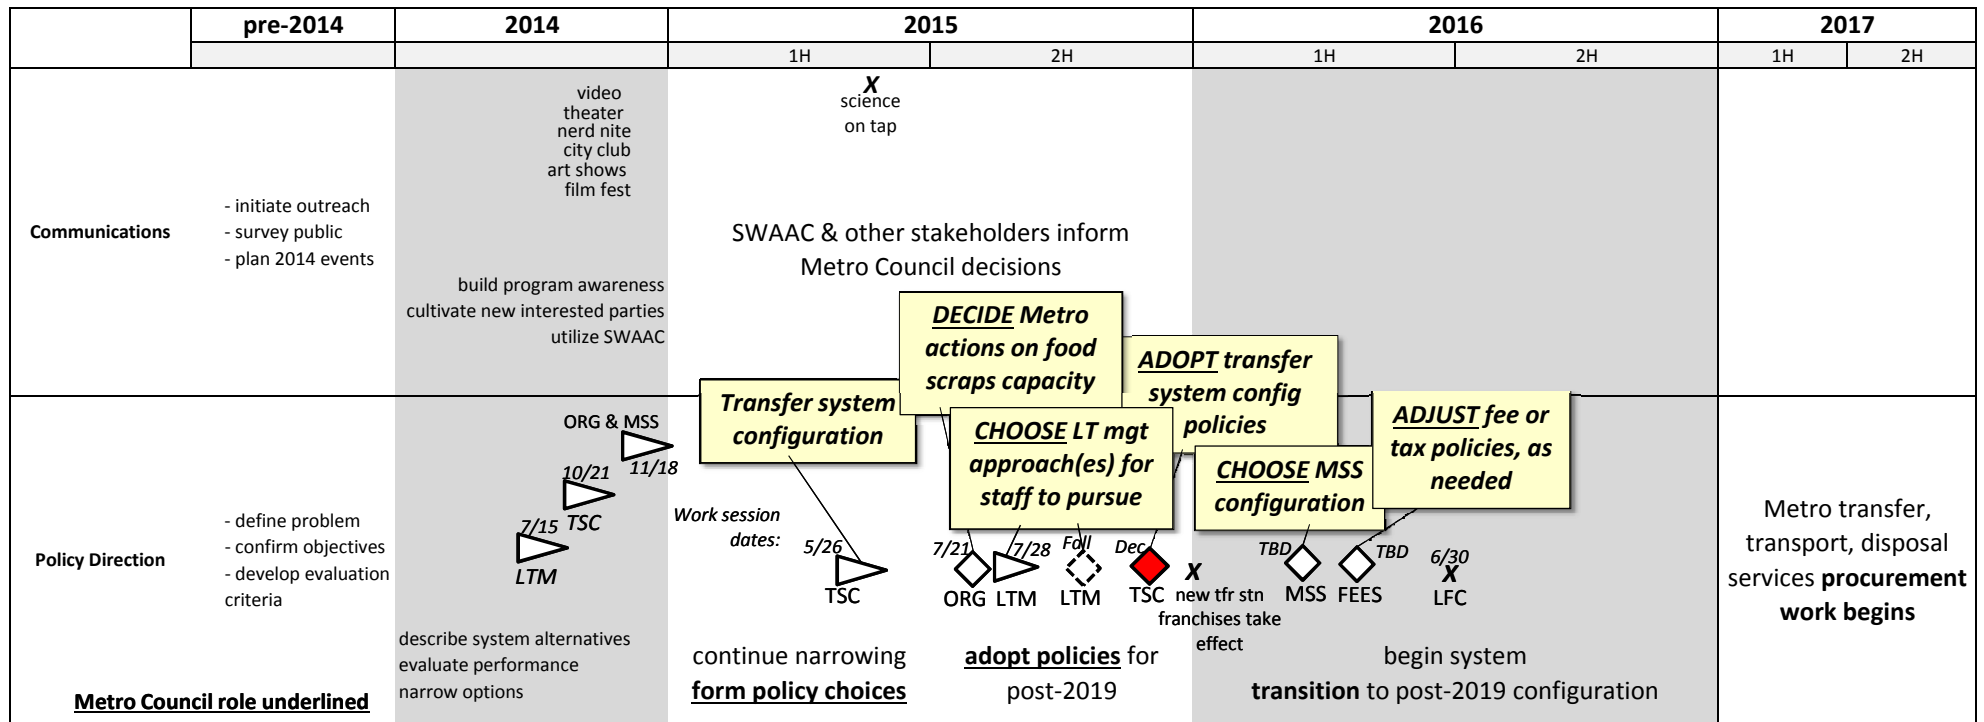 pre-2014
2014
2015
2016
2017
1H
2H
1H
2H
1H
2H
Communications
- initiate outreach
- survey public
- plan 2014 events
video
theater
nerd nite
city club
art shows
film fest
build program awareness
cultivate new interested parties
utilize SWAAC
X
science
on tap
SWAAC & other stakeholders inform
Metro Council decisions
DECIDE Metro
actions on food
scraps capacity
ADOPT transfer
system config
policies
Transfer system
configuration
CHOOSE LT mgt
approach(es) for
staff to pursue
CHOOSE MSS
configuration
ADJUST fee or
tax policies, as
needed
Policy Direction
- define problem
- confirm objectives
- develop evaluation
criteria
ORG & MSS
11/18
10/21
TSC
7/15
LTM
Work session
dates:
5/26
TSC
7/21
ORG
7/28
LTM
Fall
LTM
Dec
TSC
X
new tfr stn
franchises take
effect
TBD
MSS
TBD
FEES
6/30
X
LFC
Metro transfer,
transport, disposal
services procurement
work begins
describe system alternatives
evaluate performance
narrow options
continue narrowing
form policy choices
adopt policies for
post-2019
begin system
transition to post-2019 configuration
Metro Council role underlined